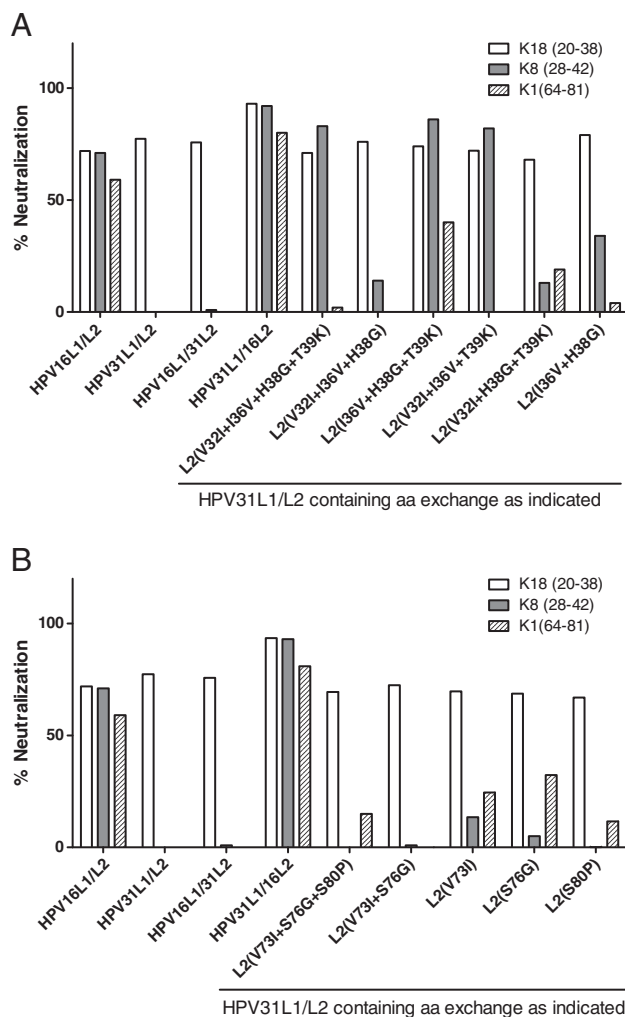 A
K18 (20-38)
K8 (28-42)
K1(64-81)
100
50
0
% Neutralization
HPV16L1/L2
HPV31L1/L2
HPV16L1/31L2
HPV31L1/16L2
L2(V32I+I36V+H38G+T39K)
L2(V32I+I36V+H38G)
L2(I36V+H38G+T39K)
L2(V32I+I36V+T39K)
L2(V32I+H38G+T39K)
L2(I36V+H38G)
HPV31L1/L2 containing aa exchange as indicated
B
K18 (20-38)
K8 (28-42)
K1(64-81)
100
50
0
% Neutralization
HPV16L1/L2
HPV31L1/L2
HPV16L1/31L2
HPV31L1/16L2
L2(V73I+S76G+S80P)
L2(V73I+S76G)
L2(V73I)
L2(S76G)
L2(S80P)
HPV31L1/L2 containing aa exchange as indicated